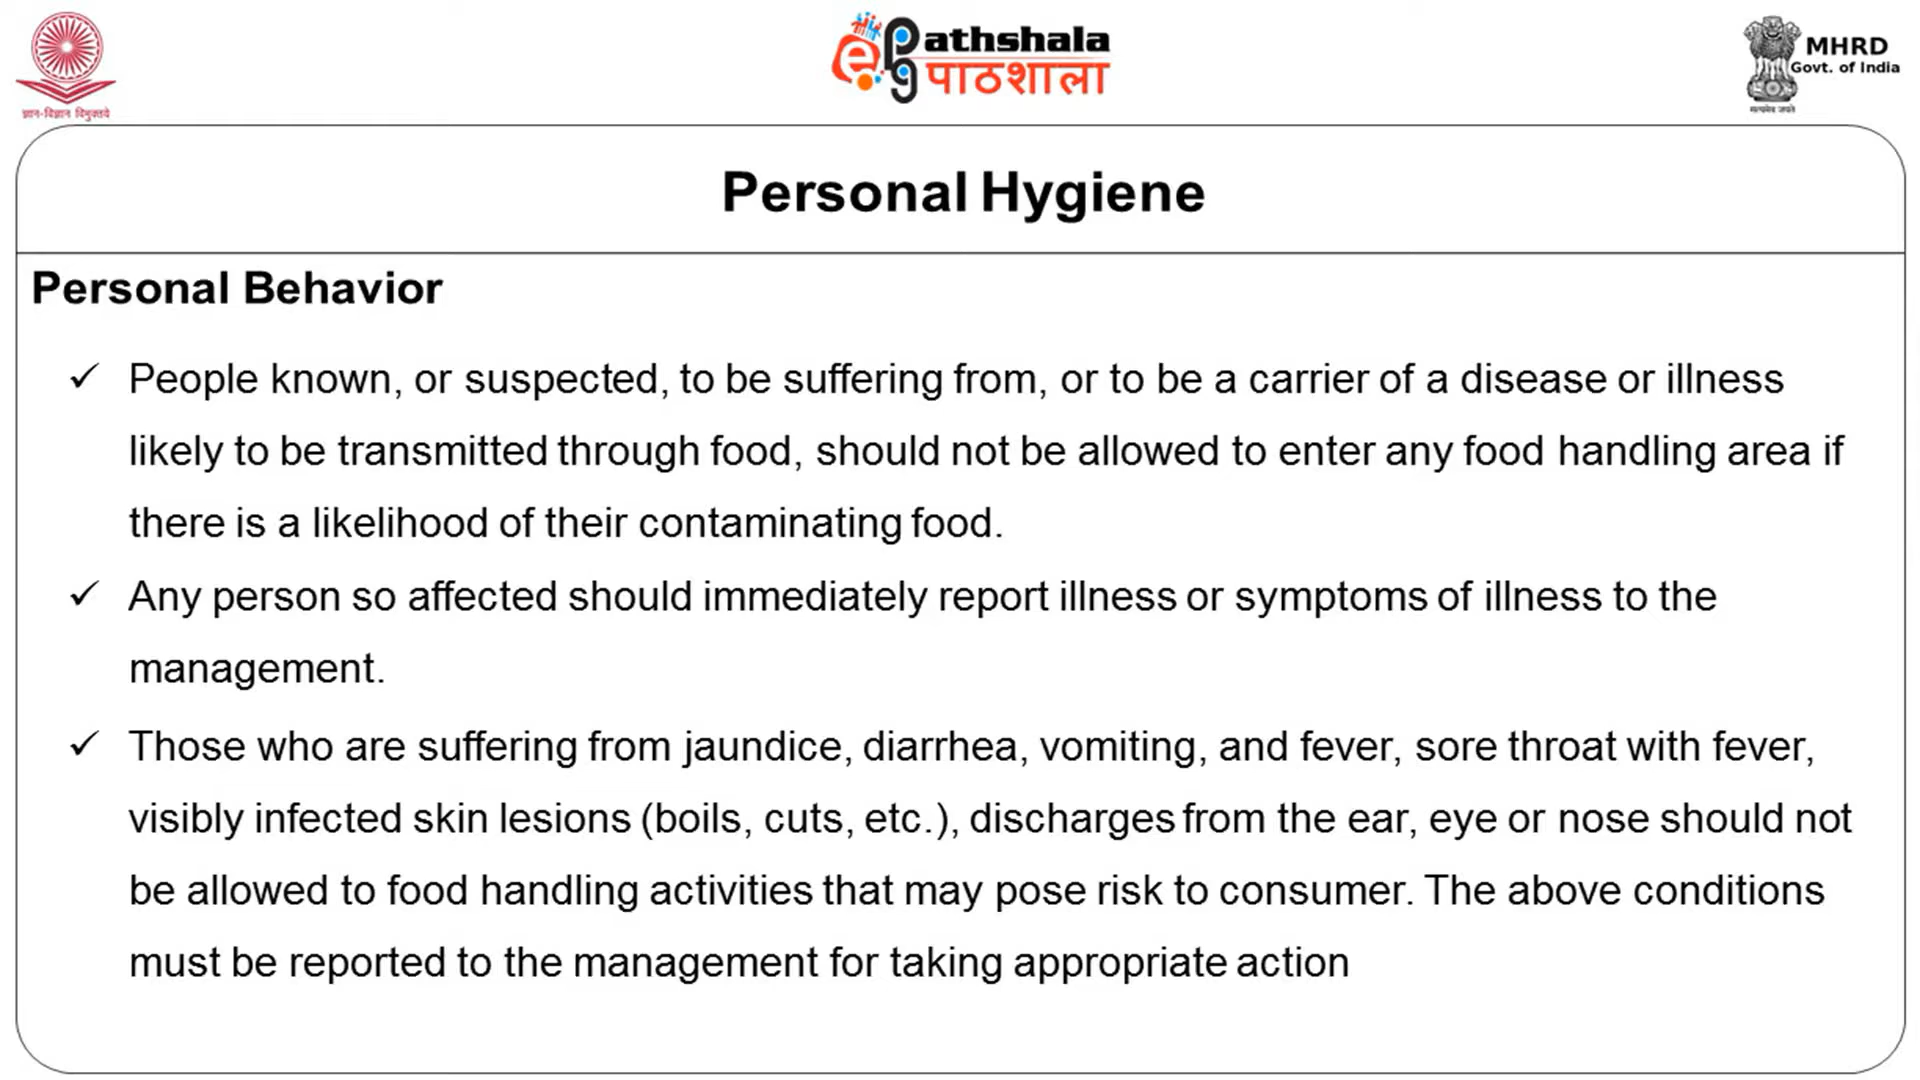 ज्ञान-विज्ञान विमुक्तये
ePathshala
pg पाठशाला
MHRD
Govt. of India
सत्यमेव जयते
Personal Hygiene
Personal Behavior
✓ People known, or suspected, to be suffering from, or to be a carrier of a disease or illness
likely to be transmitted through food, should not be allowed to enter any food handling area if
there is a likelihood of their contaminating food.
✓ Any person so affected should immediately report illness or symptoms of illness to the
management.
✓ Those who are suffering from jaundice, diarrhea, vomiting, and fever, sore throat with fever,
visibly infected skin lesions (boils, cuts, etc.), discharges from the ear, eye or nose should not
be allowed to food handling activities that may pose risk to consumer. The above conditions
must be reported to the management for taking appropriate action